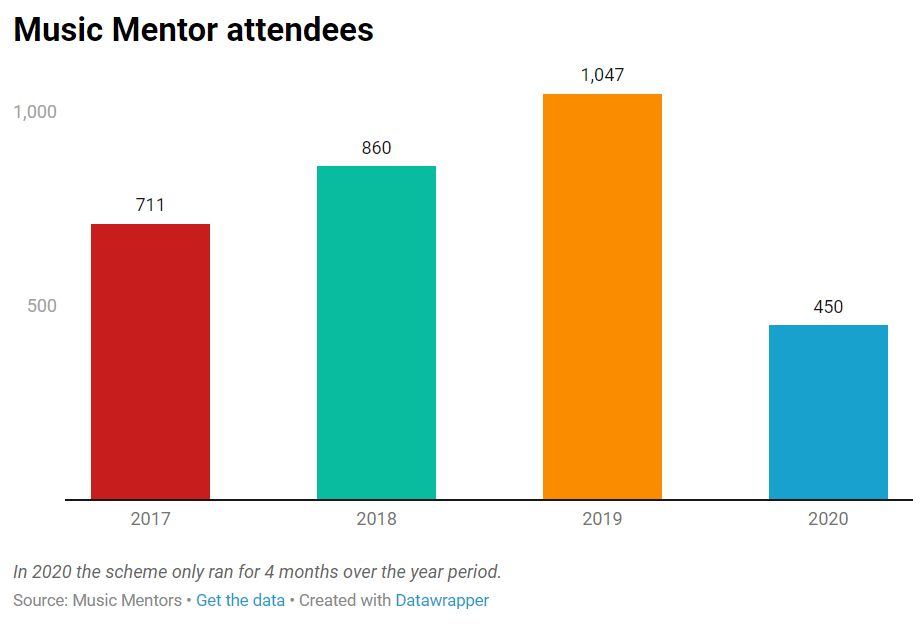 Music Mentor attendees
1,047
1,000
860
711
500
450
2017 2018 2019 2020
In 2020 the scheme only ran for 4 months over the year period.
Source: Music Mentors • Get the data • Created with Datawrapper